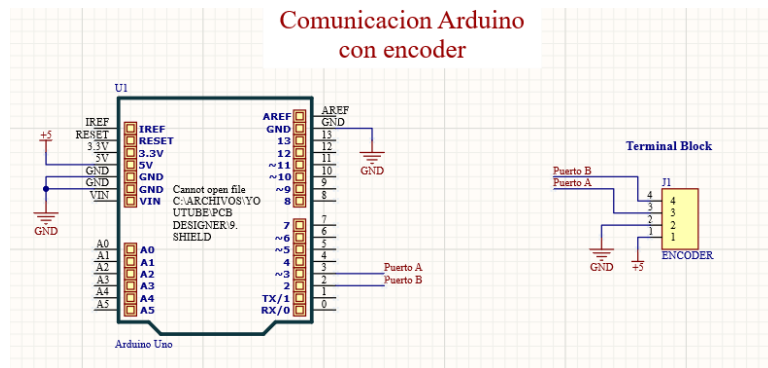 Comunicacion Arduino
con encoder
U1
IREF
RESET
3.3V
5V
GND
GND
VIN
+5
GND
IREF
RESET
3.3V
5V
GND
GND
VIN
Cannot open file
C:\ARCHIVOS\YO
UTUBE\PCB
DESIGNER\9.
SHIELD
AREF
GND
13
12
~11
~10
~9
8
AREF
GND
13
12
11
10
9
8
GND
A0
A1
A2
A3
A4
A5
A0
A1
A2
A3
A4
A5
7
~6
~5
4
~3
2
TX/1
RX/0
7
6
5
4
3
2
1
0
Puerto A
Puerto B
Arduino Uno
Terminal Block
Puerto B
Puerto A
J1
4
3
2
1
4
3
2
1
GND
+5
ENCODER